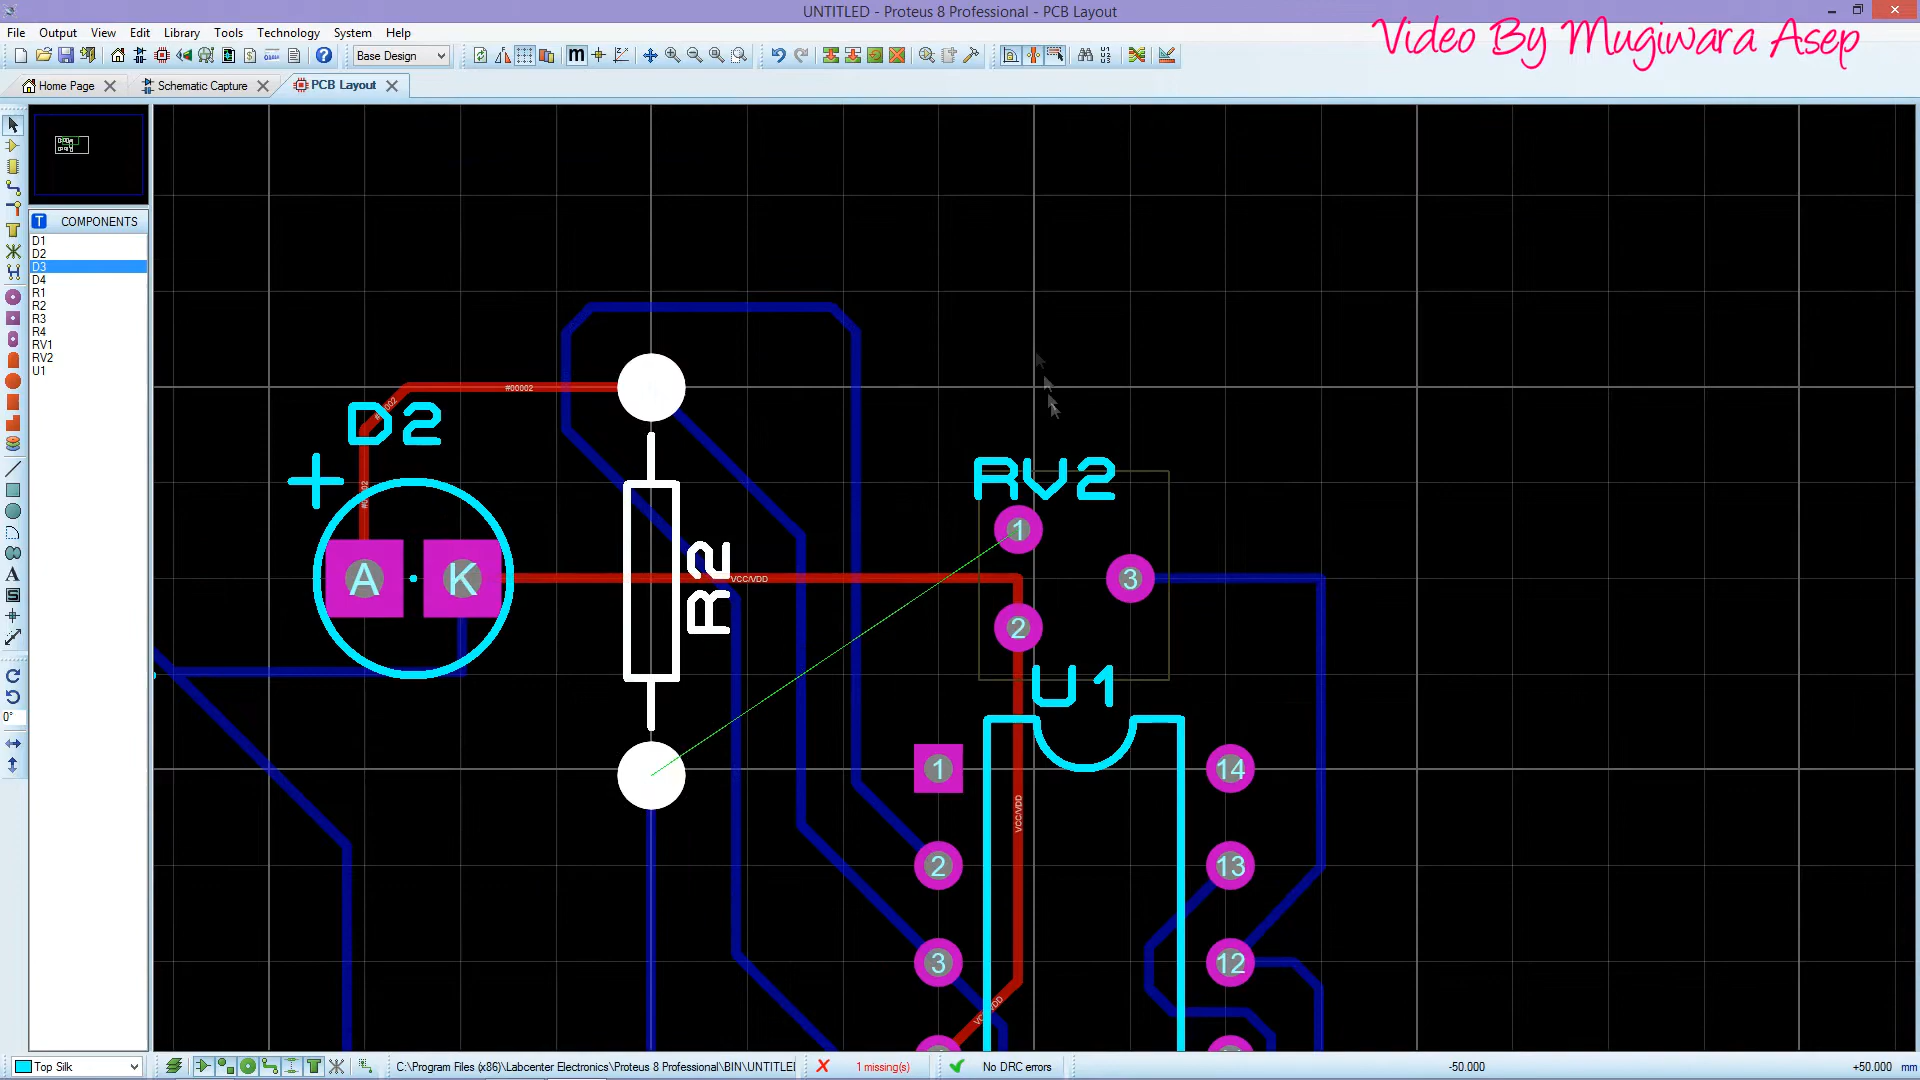 UNTITLED - Proteus 8 Professional - PCB Layout
File Output View Edit Library Tools Technology System Help
Video By Mugiwara Asep
Base Design
Home Page
Schematic Capture
PCB Layout
T COMPONENTS
D1
D2
D3
D4
R1
R2
R3
R4
RV1
RV2
U1
0°
#00002
D2
+
A K
R2
VCC/VDD
RV2
1
3
2
U1
1 14
VCC/VDD
2 13
3 12
Top Silk
C:\Program Files (x86)\Labcenter Electronics\Proteus 8 Professional\BIN\UNTITLE
1 missing(s)
No DRC errors
-50.000
+50.000 mm